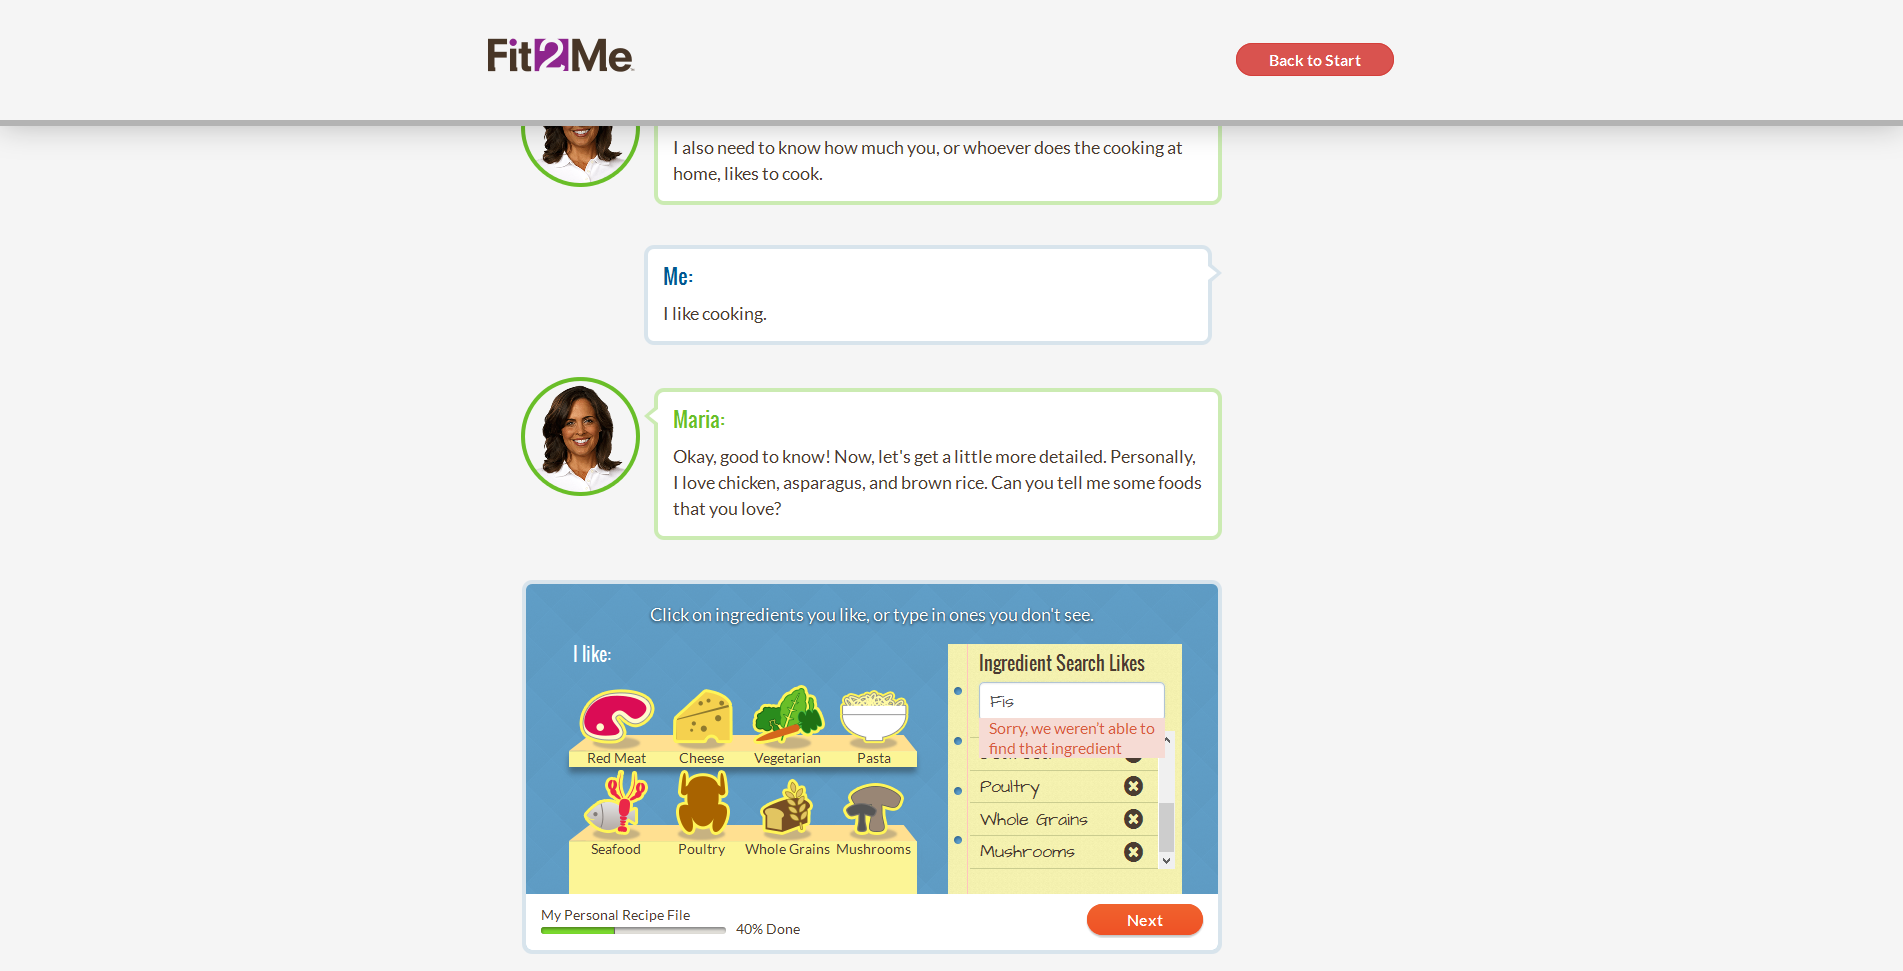 Fit2Me
Back to Start
I also need to know how much you, or whoever does the cooking at
home, likes to cook.
Me:
I like cooking.
Maria:
Okay, good to know! Now, let's get a little more detailed. Personally,
I love chicken, asparagus, and brown rice. Can you tell me some foods
that you love?
Click on ingredients you like, or type in ones you don't see.
I like:
Red Meat
Cheese
Vegetarian
Pasta
Seafood
Poultry
Whole Grains
Mushrooms
Ingredient Search Likes
Fis
Sorry, we weren't able to
find that ingredient
Poultry
Whole Grains
Mushrooms
My Personal Recipe File
40% Done
Next